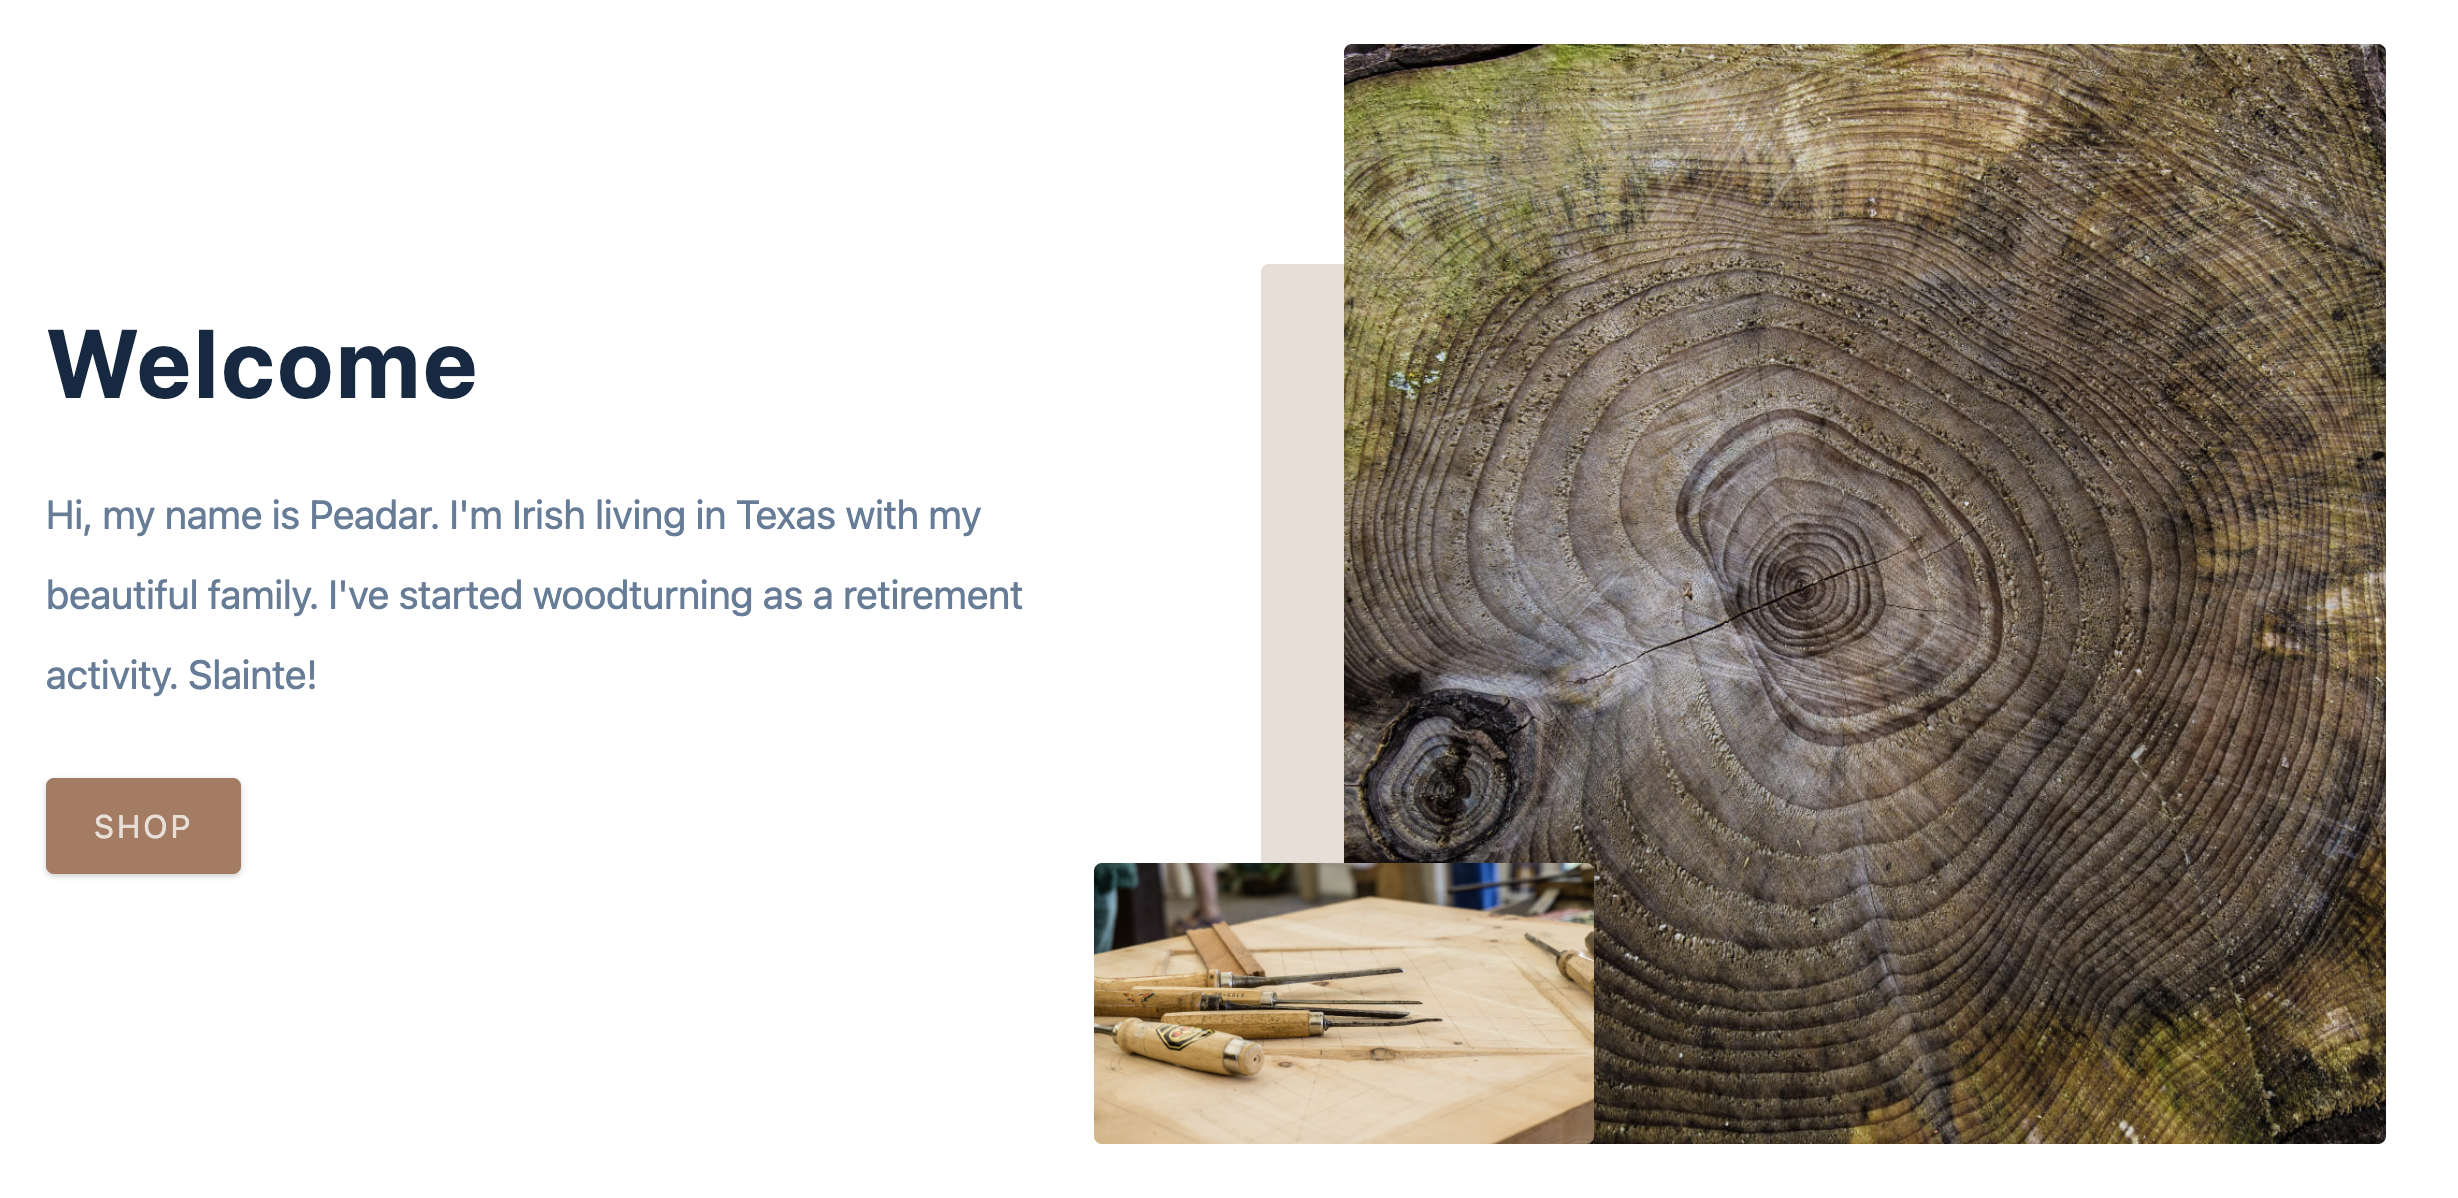 Welcome
Hi, my name is Peadar. I'm Irish living in Texas with my
beautiful family. I've started woodturning as a retirement
activity. Slainte!
SHOP